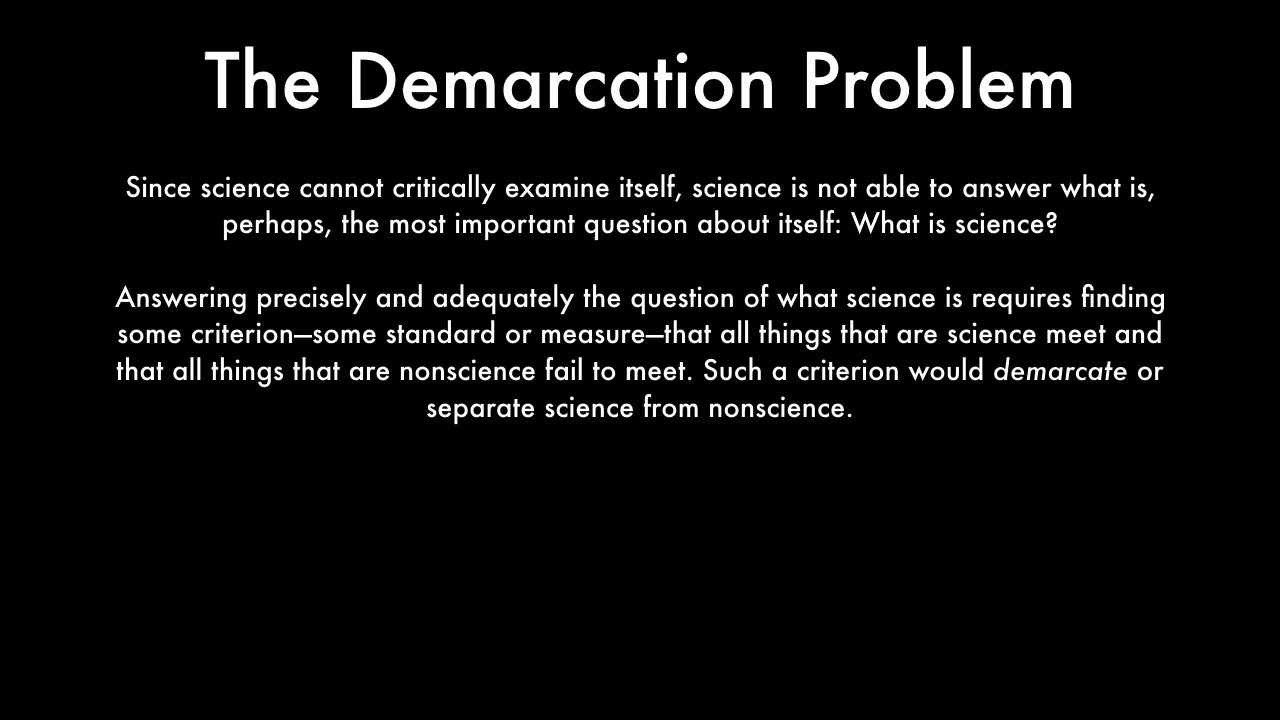 The Demarcation Problem
Since science cannot critically examine itself, science is not able to answer what is,
perhaps, the most important question about itself: What is science?
Answering precisely and adequately the question of what science is requires finding
some criterion—some standard or measure—that all things that are science meet and
that all things that are nonscience fail to meet. Such a criterion would demarcate or
separate science from nonscience.